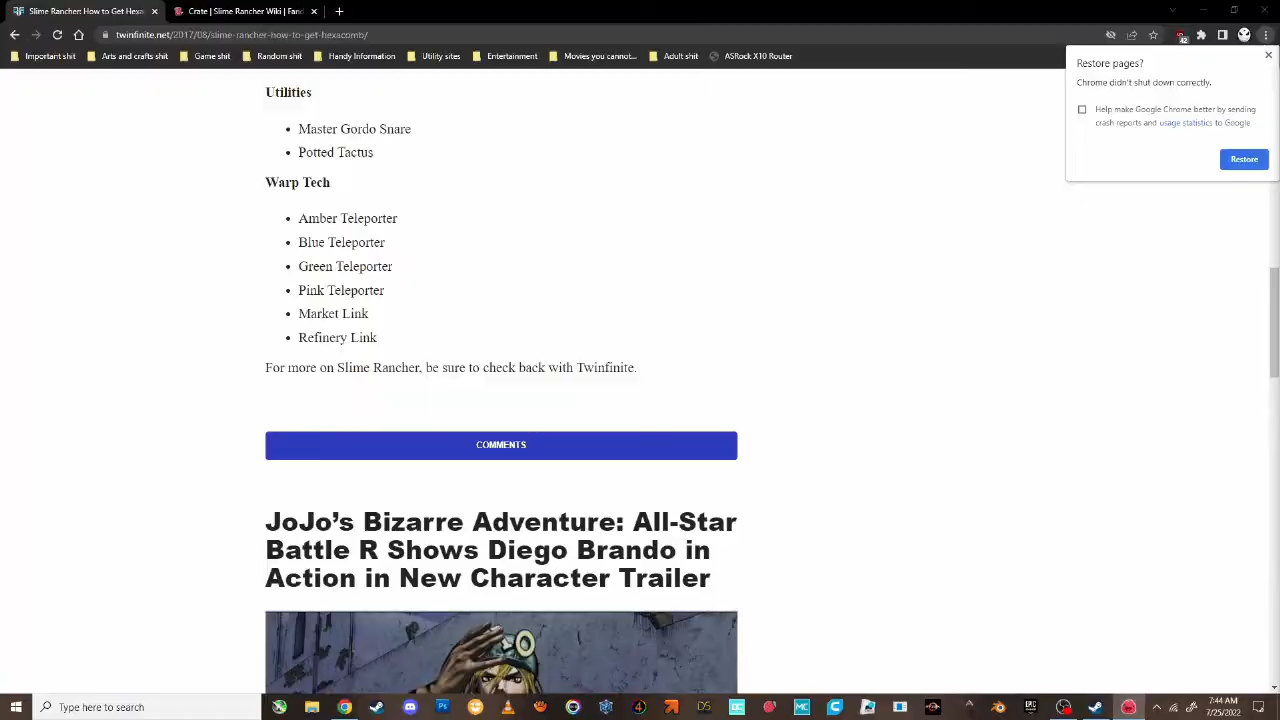 Slime Rancher: How to Get Hexa
Crate | Slime Rancher Wiki | Fand
twinfinite.net/2017/08/slime-rancher-how-to-get-hexacomb/
42
Important shit
Arts and crafts shit
Game shit
Random shit
Handy Information
Utility sites
Entertainment
Movies you cannot...
Adult shit
ASRock X10 Router
Restore pages?
Chrome didn't shut down correctly.
Help make Google Chrome better by sending
crash reports and usage statistics to Google
Restore
Utilities
Master Gordo Snare
Potted Tactus
Warp Tech
Amber Teleporter
Blue Teleporter
Green Teleporter
Pink Teleporter
Market Link
Refinery Link
For more on Slime Rancher, be sure to check back with Twinfinite.
COMMENTS
JoJo's Bizarre Adventure: All-Star
Battle R Shows Diego Brando in
Action in New Character Trailer
Type here to search
7:44 AM
7/25/2022